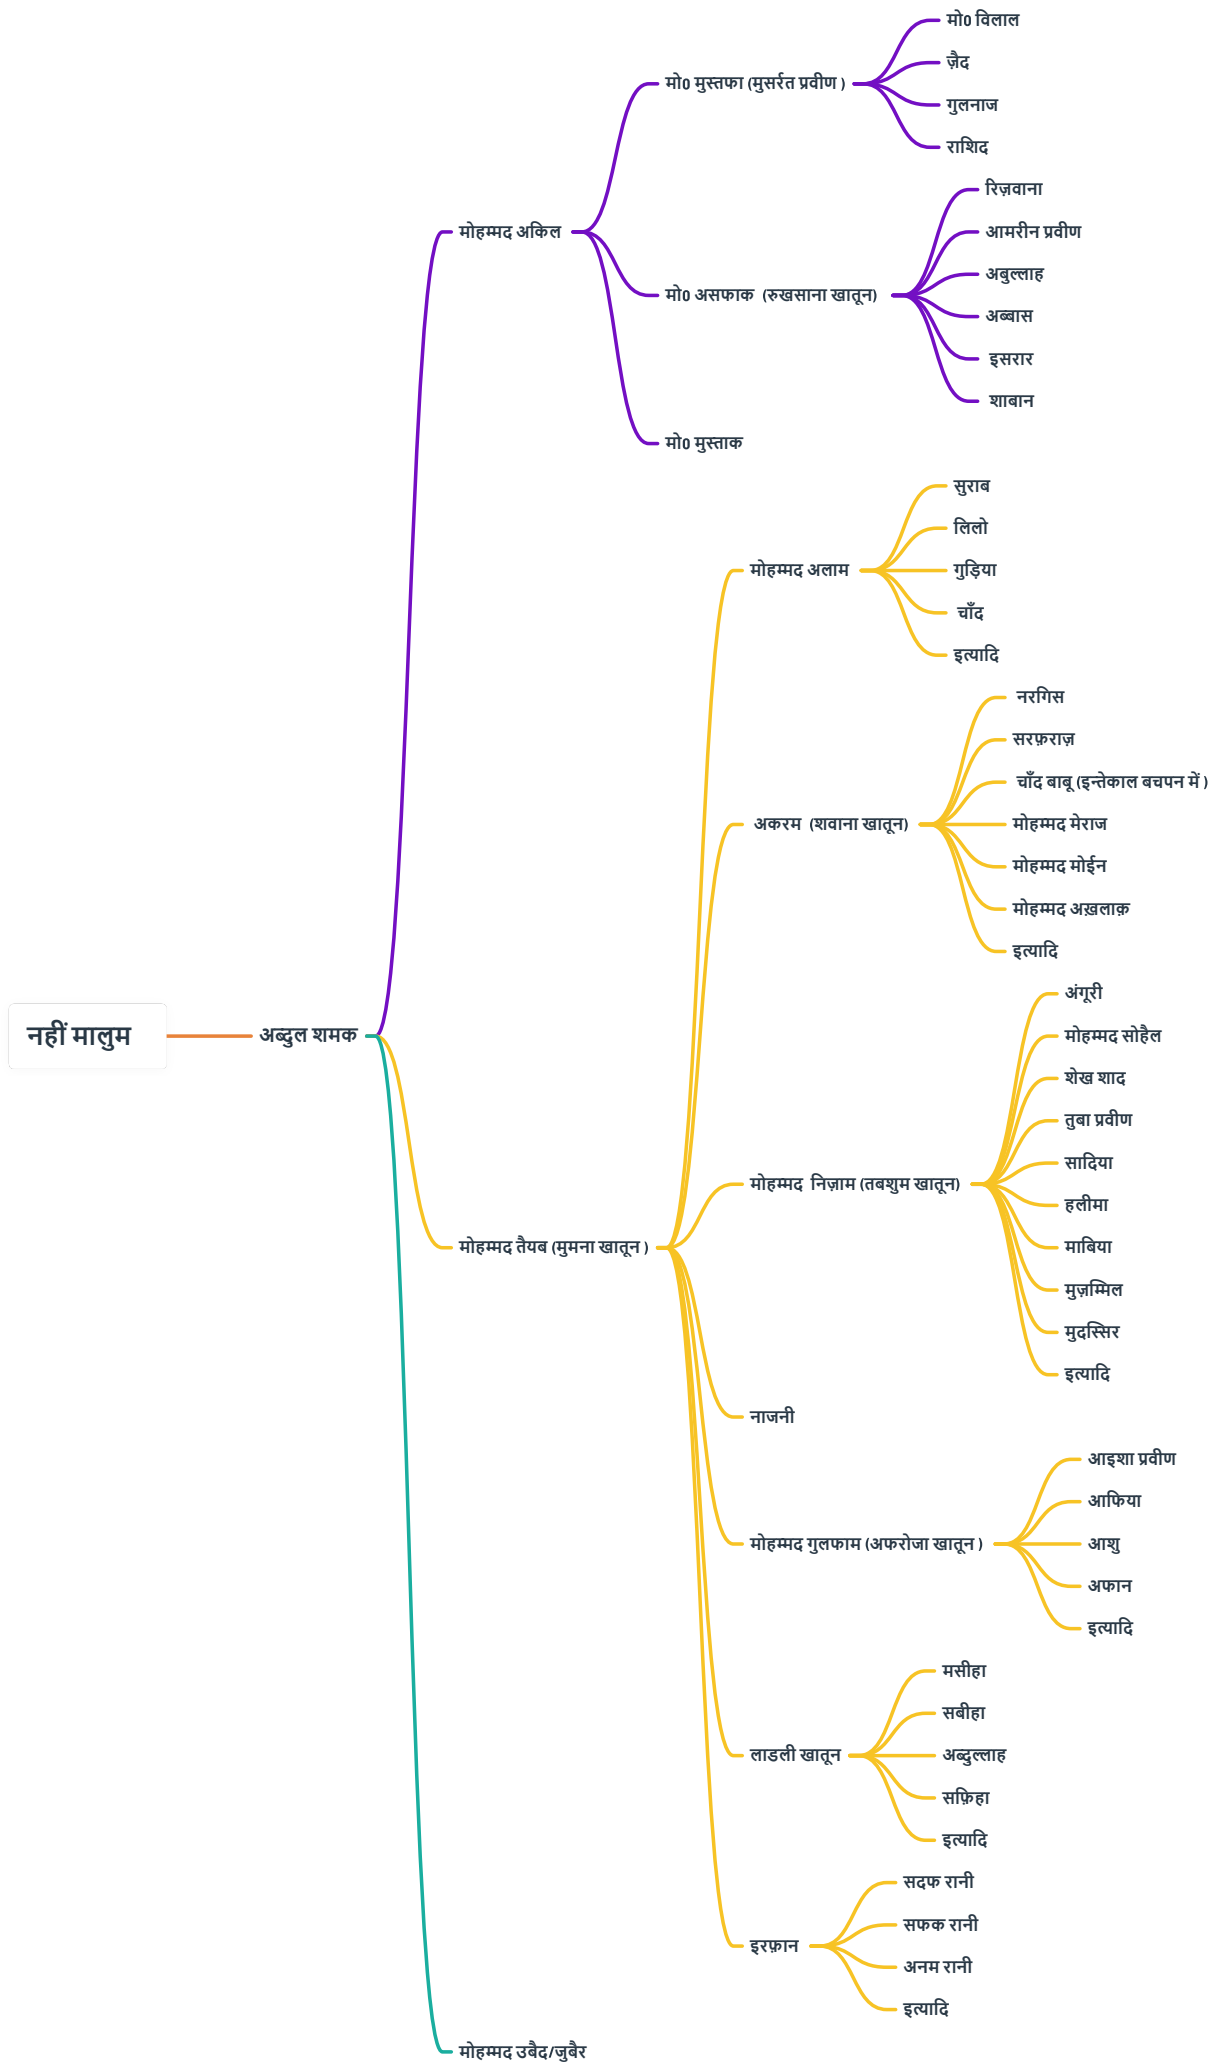 मो0 विलाल
ज़ैद
मो0 मुस्तफा (मुसर्रत प्रवीण )
गुलनाज
राशिद
रिज़वाना
मोहम्मद अकिल
आमरीन प्रवीण
अबुल्लाह
मो0 असफाक (रुखसाना खातून)
अब्बास
इसरार
शाबान
मो0 मुस्ताक
सुराब
लिलो
मोहम्मद अलाम
गुड़िया
चाँद
इत्यादि
नरगिस
सरफ़राज़
चाँद बाबू (इन्तेकाल बचपन में )
अकरम (शवाना खातून)
मोहम्मद मेराज
मोहम्मद मोईन
मोहम्मद अख़लाक़
इत्यादि
अंगूरी
नहीं मालुम
अब्दुल शमक
मोहम्मद सोहैल
शेख शाद
तुबा प्रवीण
सादिया
मोहम्मद निज़ाम (तबशुम खातून)
हलीमा
मोहम्मद तैयब (मुमना खातून )
माबिया
मुज़म्मिल
मुदस्सिर
इत्यादि
नाजनी
आइशा प्रवीण
आफिया
मोहम्मद गुलफाम (अफरोजा खातून )
आशु
अफान
इत्यादि
मसीहा
सबीहा
लाडली खातून
अब्दुल्लाह
सफ़िहा
इत्यादि
सदफ रानी
सफक रानी
इरफ़ान
अनम रानी
इत्यादि
मोहम्मद उबैद/जुबैर